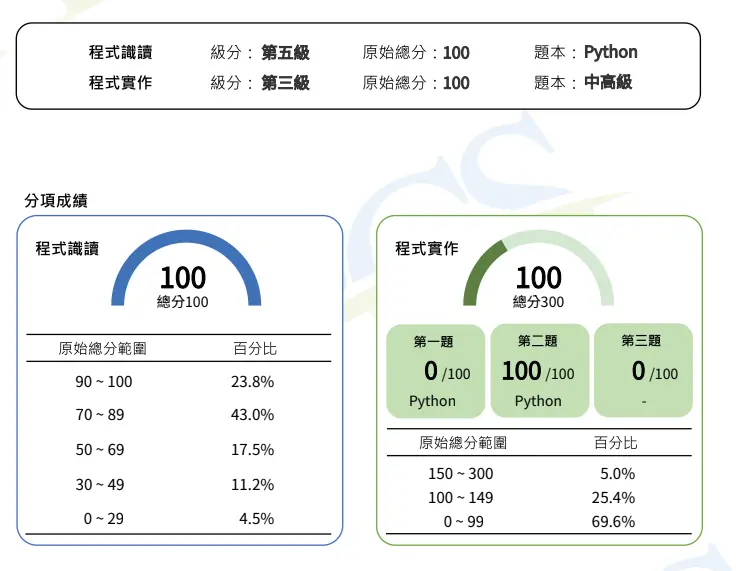 程式識讀 級分： 第五級 原始總分：100 題本： Python
程式實作 級分： 第三級 原始總分：100 題本： 中高級
分項成績
程式識讀
100
總分100
原始總分範圍 百分比
90 ~ 100 23.8%
70 ~ 89 43.0%
50 ~ 69 17.5%
30 ~ 49 11.2%
0 ~ 29 4.5%
程式實作
100
總分300
第一題 第二題 第三題
0 /100 100 /100 0 /100
Python Python -
原始總分範圍 百分比
150 ~ 300 5.0%
100 ~ 149 25.4%
0 ~ 99 69.6%